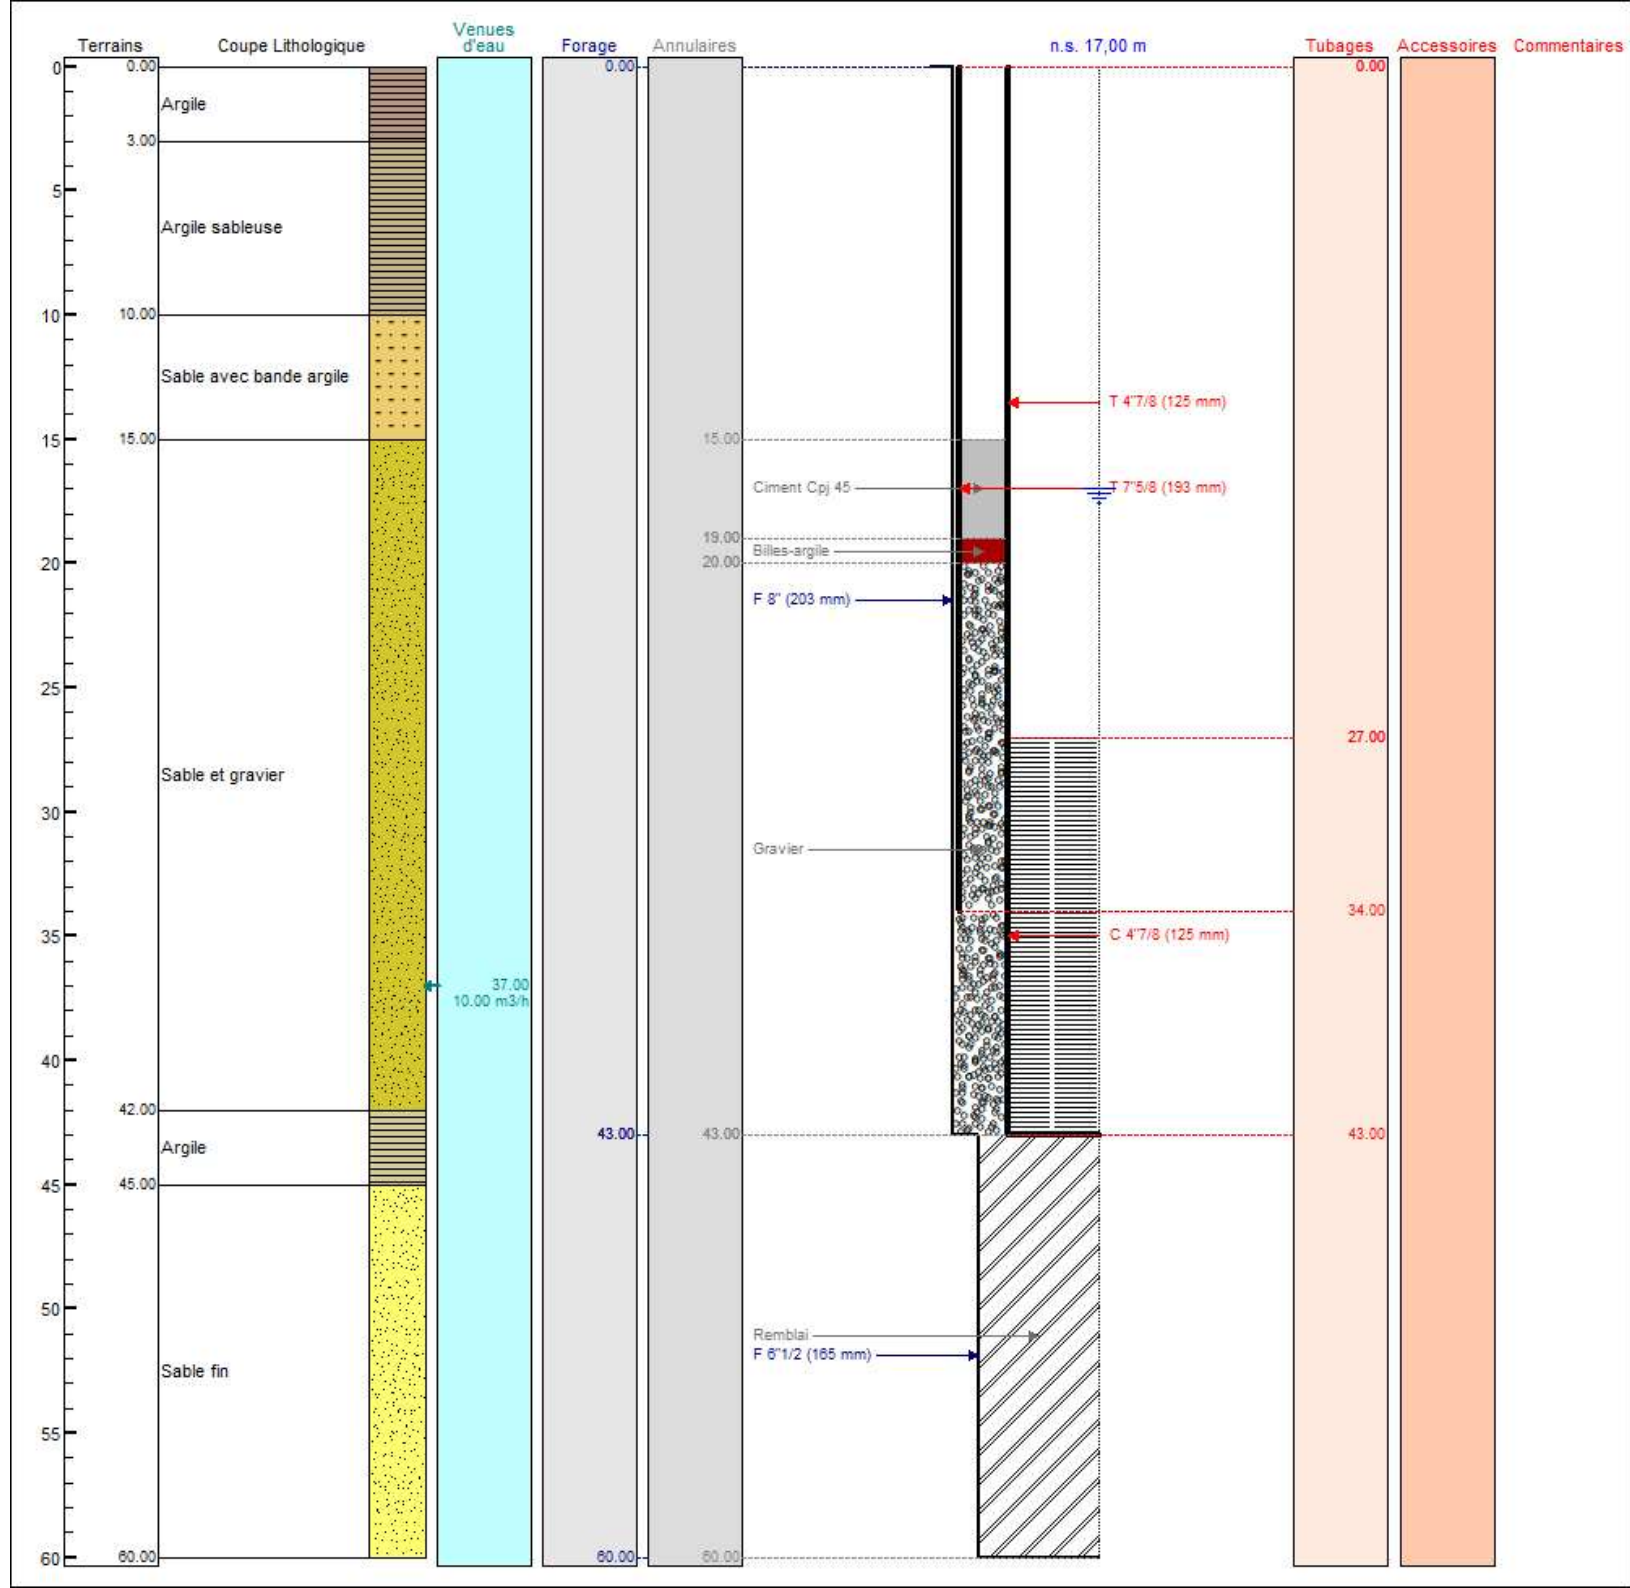 Terrains
Coupe Lithologique
Venues
d'eau
Forage
Annulaires
n.s. 17,00 m
Tubages
Accessoires
Commentaires
0
0.00
0.00
0.00
Argile
3.00
5
Argile sableuse
10
10.00
Sable avec bande argile
T 4"7/8 (125 mm)
15
15.00
15.00
Ciment Cpj 45
T 7"5/8 (193 mm)
19.00
Billes-argile
20
20.00
F 8" (203 mm)
25
27.00
Sable et gravier
30
Gravier
34.00
35
C 4"7/8 (125 mm)
37.00
10.00 m3/h
40
42.00
43.00
43.00
43.00
Argile
45
45.00
50
Remblai
F 6"1/2 (165 mm)
Sable fin
55
60
60.00
60.00
60.00